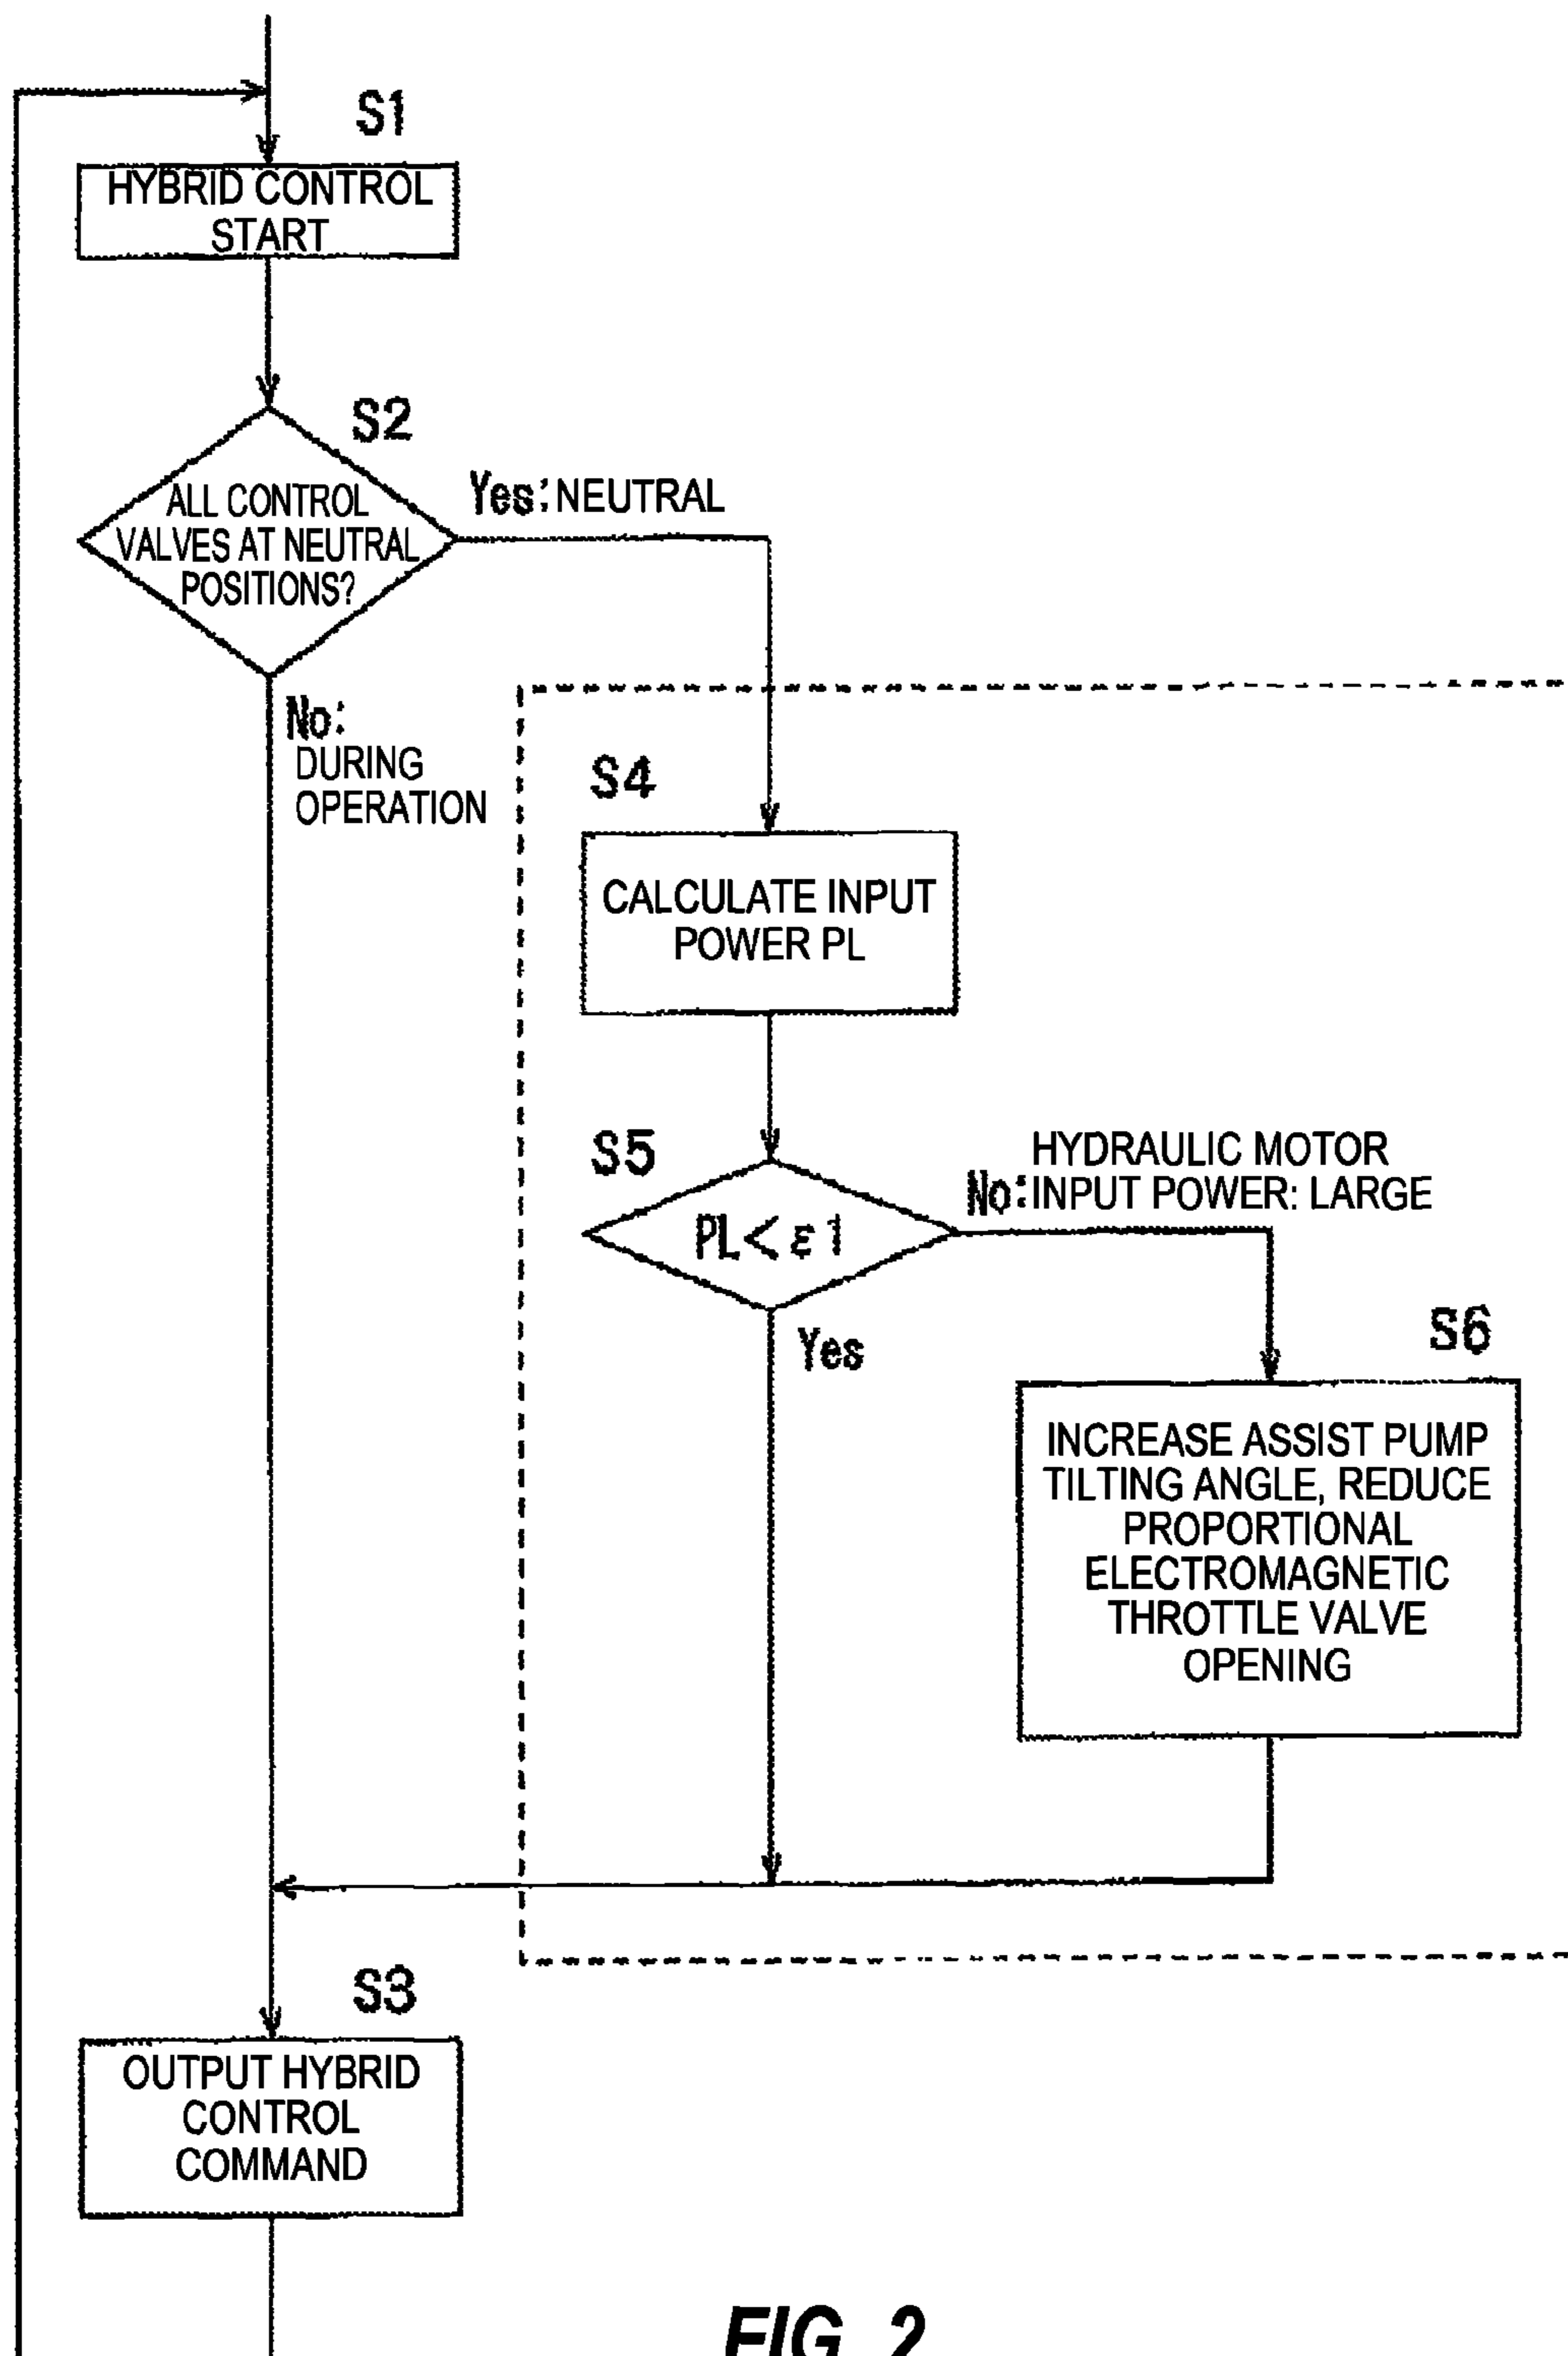 S1
HYBRID CONTROL
START
S2
ALL CONTROL
VALVES AT NEUTRAL
POSITIONS?
Yes: NEUTRAL
No:
DURING
OPERATION
S4
CALCULATE INPUT
POWER PL
S5
PL < ε1
HYDRAULIC MOTOR
No: INPUT POWER: LARGE
Yes
S6
INCREASE ASSIST PUMP
TILTING ANGLE, REDUCE
PROPORTIONAL
ELECTROMAGNETIC
THROTTLE VALVE
OPENING
S3
OUTPUT HYBRID
CONTROL
COMMAND
FIG. 2